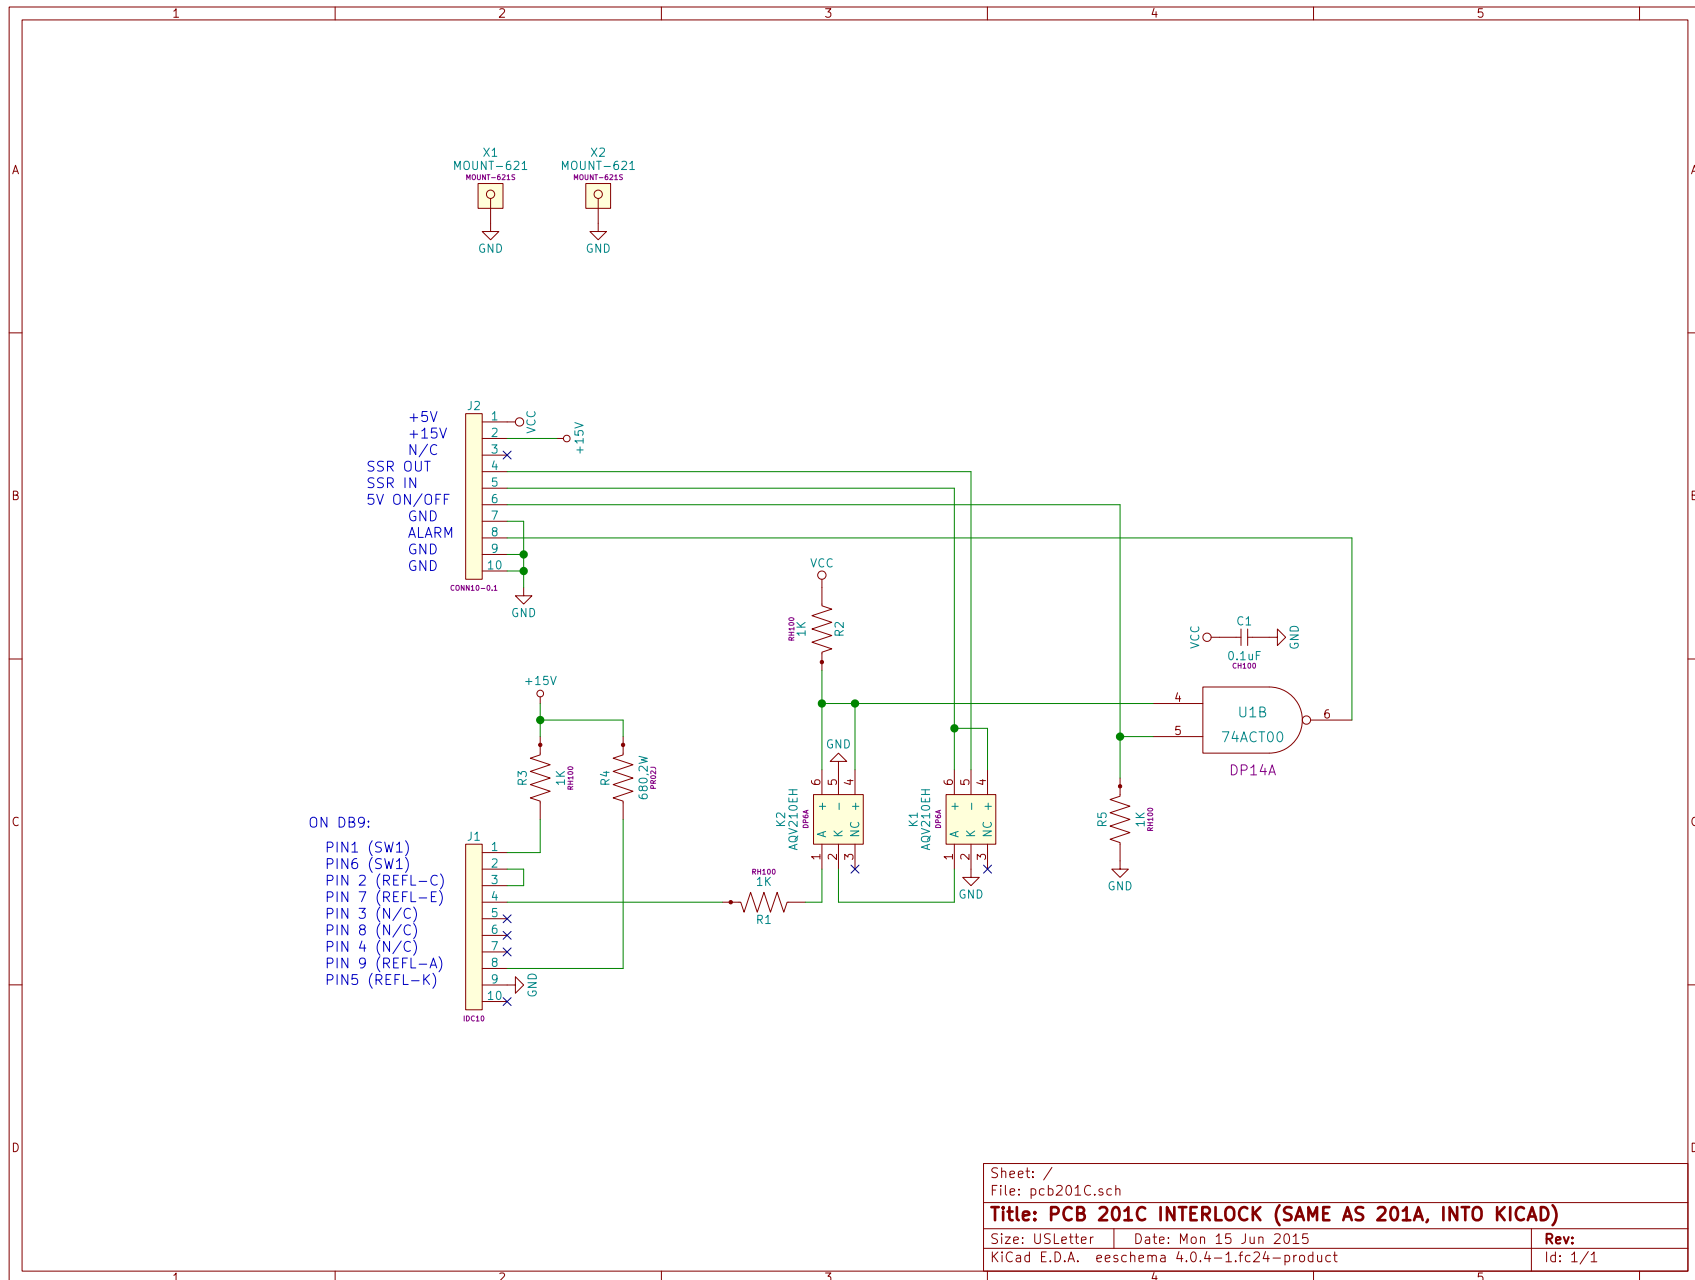 1 2 3 4 5
A A
X1 X2
MOUNT-621 MOUNT-621
MOUNT-621S MOUNT-621S
GND GND
J2
+5V 1 VCC
+15V 2 +15V
N/C 3
SSR OUT 4
SSR IN 5
B
5V ON/OFF 6
GND 7
ALARM 8
GND 9
GND 10
CONN10-0.1
GND
VCC
RH100 1K R2
C1
VCC GND
0.1uF
CH100
+15V
4
U1B 6
5 74ACT00
DP14A
GND
R3 1K RH100
R4 680,2W PR02J
6 5 4
+ - +
K2 AQV210EH DP6A
A K NC
1 2 3
6 5 4
+ - +
K1 AQV210EH DP6A
A K NC
1 2 3
GND
R5 1K RH100
GND
C C
ON DB9:
J1
PIN1 (SW1) 1
PIN6 (SW1) 2
PIN 2 (REFL-C) 3
PIN 7 (REFL-E) 4
PIN 3 (N/C) 5
PIN 8 (N/C) 6
PIN 4 (N/C) 7
PIN 9 (REFL-A) 8
PIN5 (REFL-K) 9 GND
10
IDC10
RH100
1K
R1
D D
Sheet: /
File: pcb201C.sch
Title: PCB 201C INTERLOCK (SAME AS 201A, INTO KICAD)
Size: USLetter Date: Mon 15 Jun 2015 Rev:
KiCad E.D.A. eeschema 4.0.4-1.fc24-product Id: 1/1
1 2 3 4 5